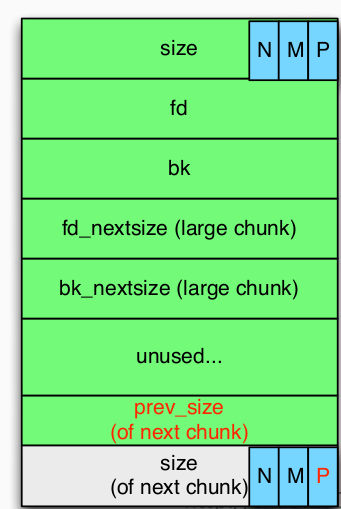 size N M P
fd
bk
fd_nextsize (large chunk)
bk_nextsize (large chunk)
unused...
prev_size
(of next chunk)
size
(of next chunk) N M P